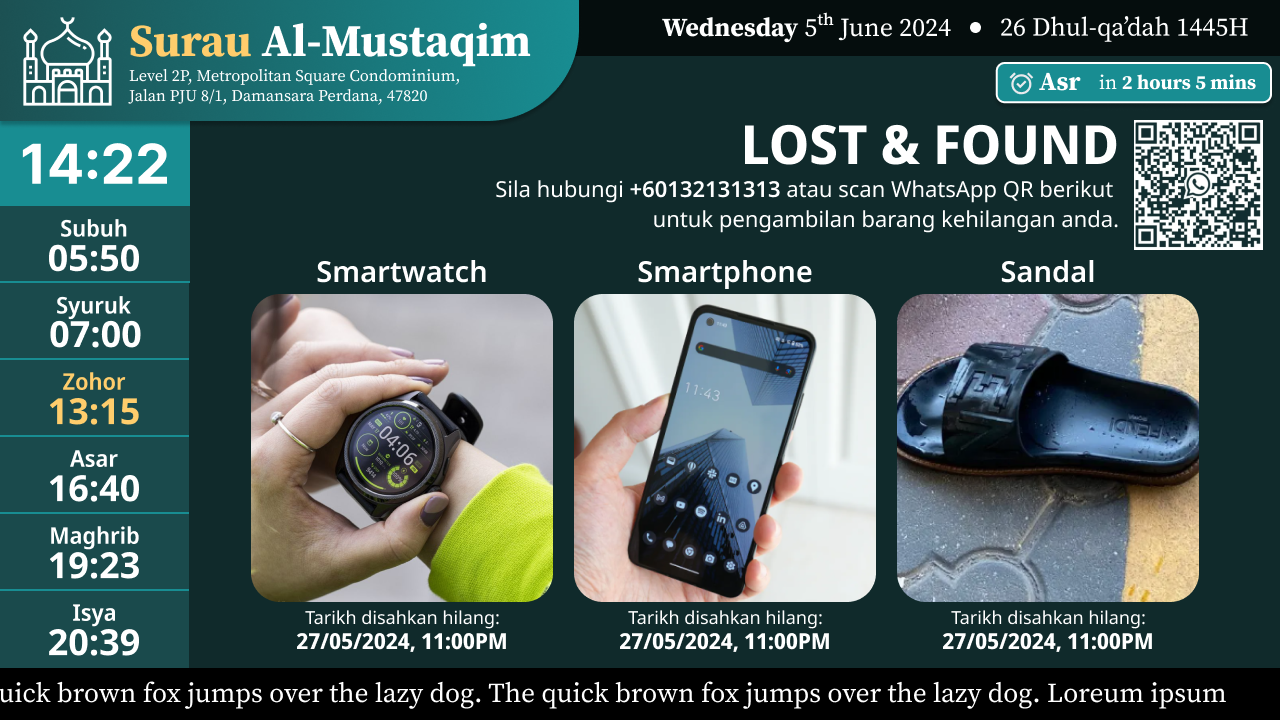 Surau Al-Mustaqim
Level 2P, Metropolitan Square Condominium,
Jalan PJU 8/1, Damansara Perdana, 47820
Wednesday 5th June 2024 ● 26 Dhul-qa’dah 1445H
Asr in 2 hours 5 mins
14:22
Subuh
05:50
Syuruk
07:00
Zohor
13:15
Asar
16:40
Maghrib
19:23
Isya
20:39
LOST & FOUND
Sila hubungi +60132131313 atau scan WhatsApp QR berikut
untuk pengambilan barang kehilangan anda.
Smartwatch
04:06
Tarikh disahkan hilang:
27/05/2024, 11:00PM
Smartphone
11:43
in
Tarikh disahkan hilang:
27/05/2024, 11:00PM
Sandal
FENDI
Tarikh disahkan hilang:
27/05/2024, 11:00PM
uick brown fox jumps over the lazy dog. The quick brown fox jumps over the lazy dog. Loreum ipsum